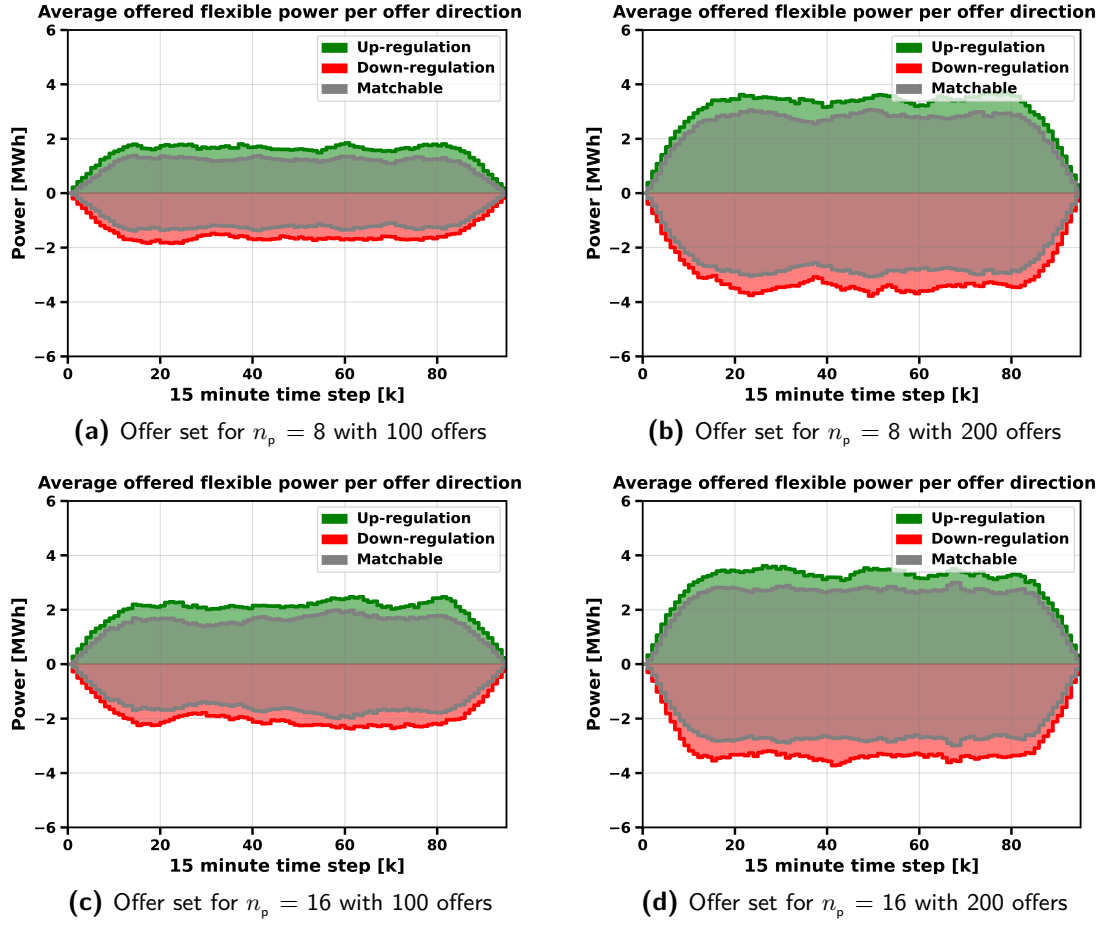 Average offered flexible power per offer direction
6
4
2
0
−2
−4
−6
Power [MWh]
Up-regulation
Down-regulation
Matchable
0
20
40
60
80
15 minute time step [k]
(a) Offer set for nₚ = 8 with 100 offers
Average offered flexible power per offer direction
6
4
2
0
−2
−4
−6
Power [MWh]
Up-regulation
Down-regulation
Matchable
0
20
40
60
80
15 minute time step [k]
(b) Offer set for nₚ = 8 with 200 offers
Average offered flexible power per offer direction
6
4
2
0
−2
−4
−6
Power [MWh]
Up-regulation
Down-regulation
Matchable
0
20
40
60
80
15 minute time step [k]
(c) Offer set for nₚ = 16 with 100 offers
Average offered flexible power per offer direction
6
4
2
0
−2
−4
−6
Power [MWh]
Up-regulation
Down-regulation
Matchable
0
20
40
60
80
15 minute time step [k]
(d) Offer set for nₚ = 16 with 200 offers